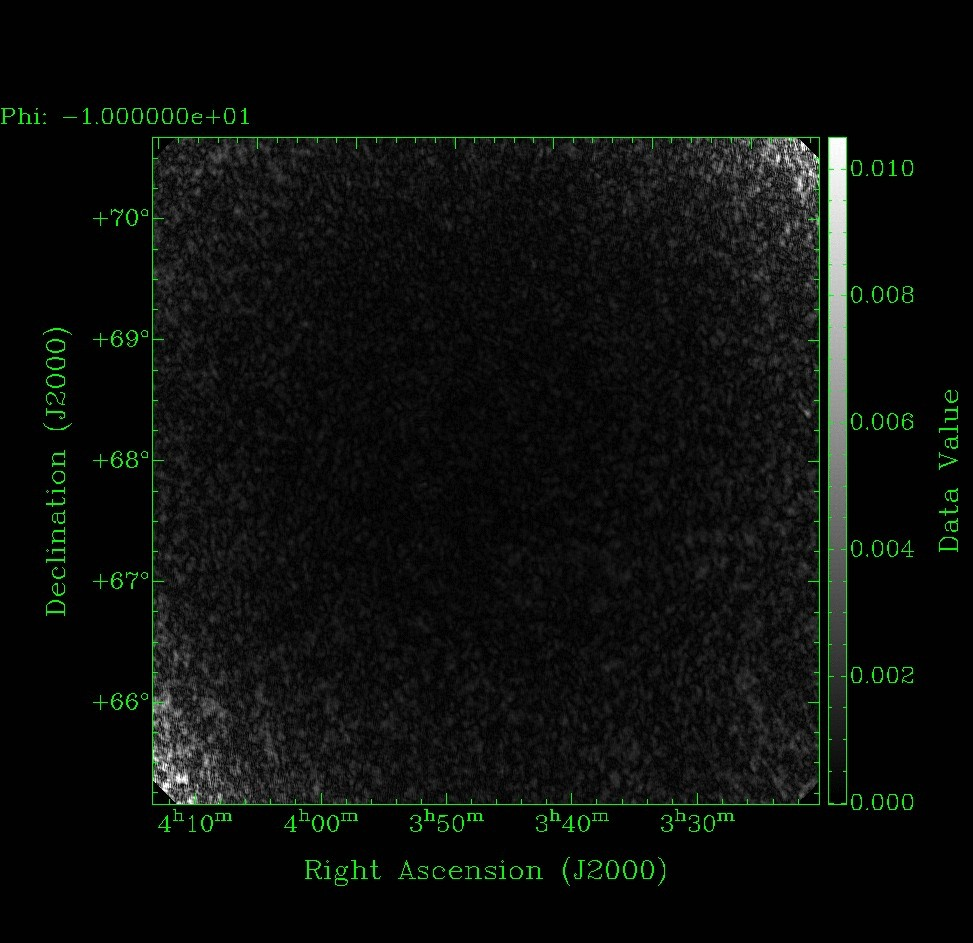 Phi: −1.000000e+01
+70°
+69°
+68°
+67°
+66°
Declination (J2000)
4ʰ10ᵐ 4ʰ00ᵐ 3ʰ50ᵐ 3ʰ40ᵐ 3ʰ30ᵐ
Right Ascension (J2000)
0.010
0.008
0.006
0.004
0.002
0.000
Data Value